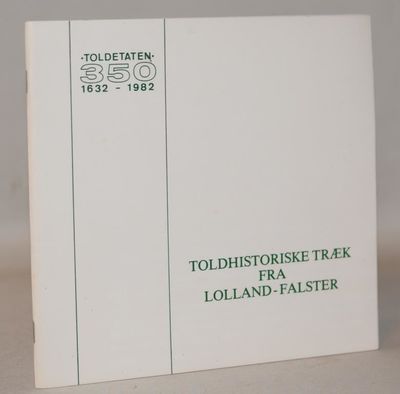 ·TOLDETATEN·
350
1632 - 1982
TOLDHISTORISKE TRÆK
FRA
LOLLAND-FALSTER